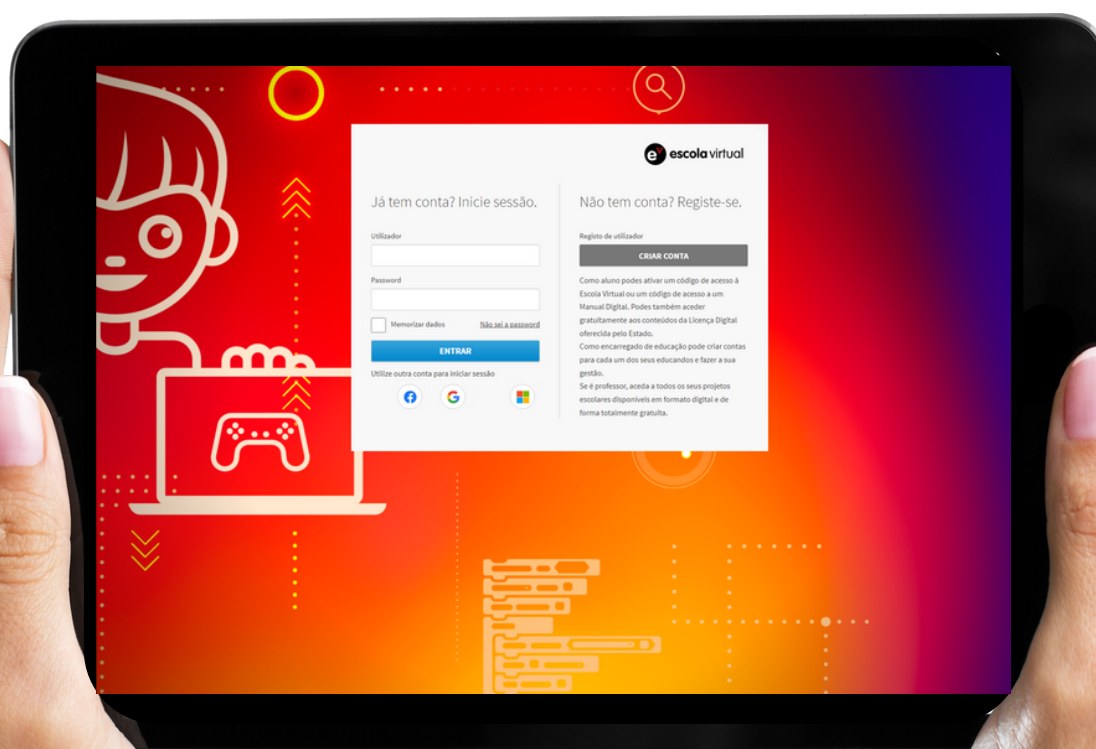 escola virtual
Já tem conta? Inicie sessão.
Utilizador
Password
Memorizar dados
Não sei a password
ENTRAR
Utilize outra conta para iniciar sessão
Não tem conta? Registe-se.
Registo de utilizador
CRIAR CONTA
Como aluno podes ativar um código de acesso à
Escola Virtual ou um código de acesso a um
Manual Digital. Podes também aceder
gratuitamente aos conteúdos da Licença Digital
oferecida pelo Estado.
Como encarregado de educação pode criar contas
para cada um dos seus educandos e fazer a sua
gestão.
Se é professor, aceda a todos os seus projetos
escolares disponíveis em formato digital e de
forma totalmente gratuita.